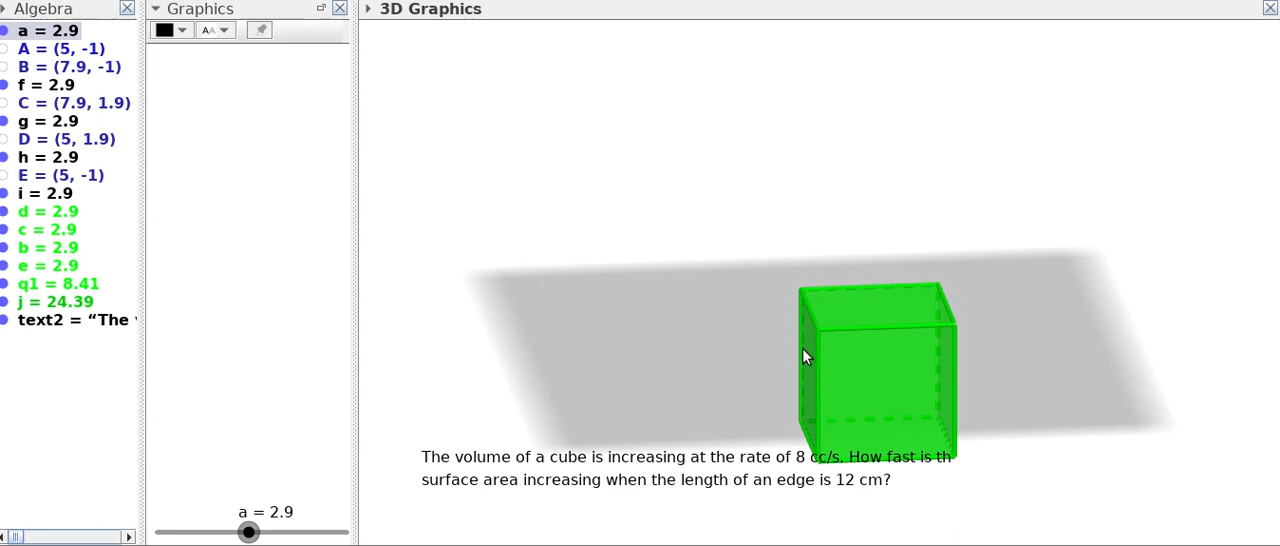 Algebra
a = 2.9
A = (5, -1)
B = (7.9, -1)
f = 2.9
C = (7.9, 1.9)
g = 2.9
D = (5, 1.9)
h = 2.9
E = (5, -1)
i = 2.9
d = 2.9
c = 2.9
b = 2.9
e = 2.9
q1 = 8.41
j = 24.39
text2 = “The
Graphics
AA
a = 2.9
3D Graphics
The volume of a cube is increasing at the rate of 8 cc/s. How fast is th
surface area increasing when the length of an edge is 12 cm?